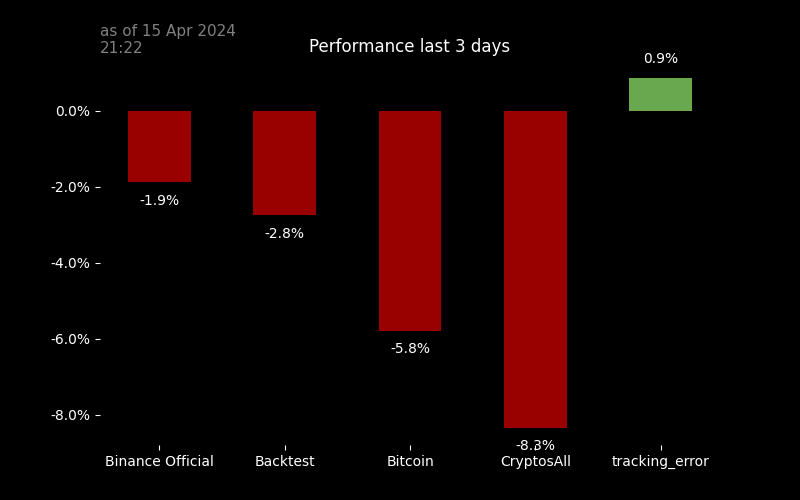 as of 15 Apr 2024
21:22
Performance last 3 days
0.9%
0.0%
-2.0%
-1.9%
-2.8%
-4.0%
-6.0%
-5.8%
-8.0%
-8.3%
Binance Official
Backtest
Bitcoin
CryptosAll
tracking_error